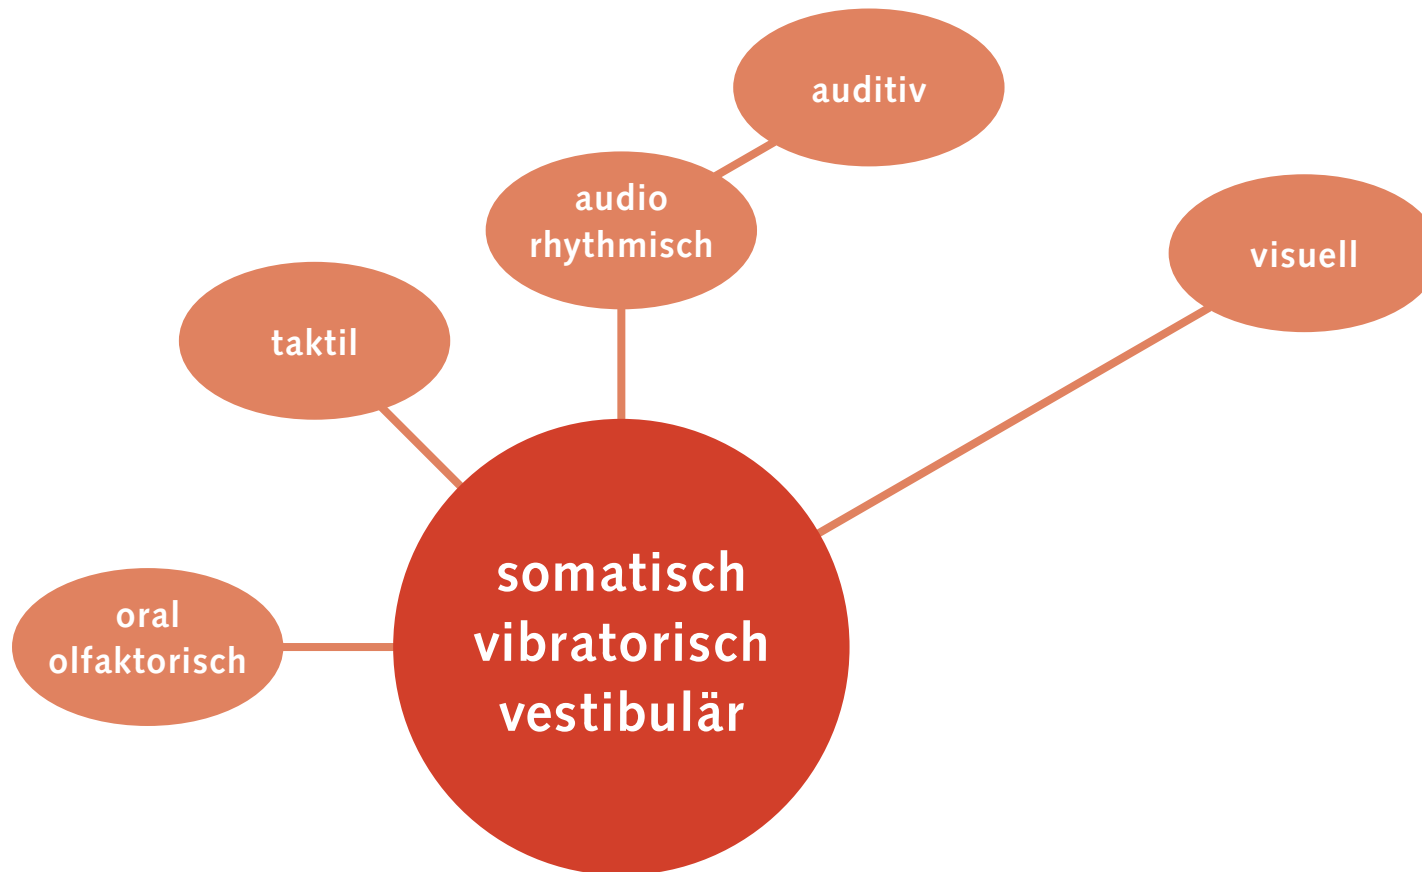 auditiv
audio
rhythmisch
visuell
taktil
somatisch
vibratorisch
vestibulär
oral
olfaktorisch